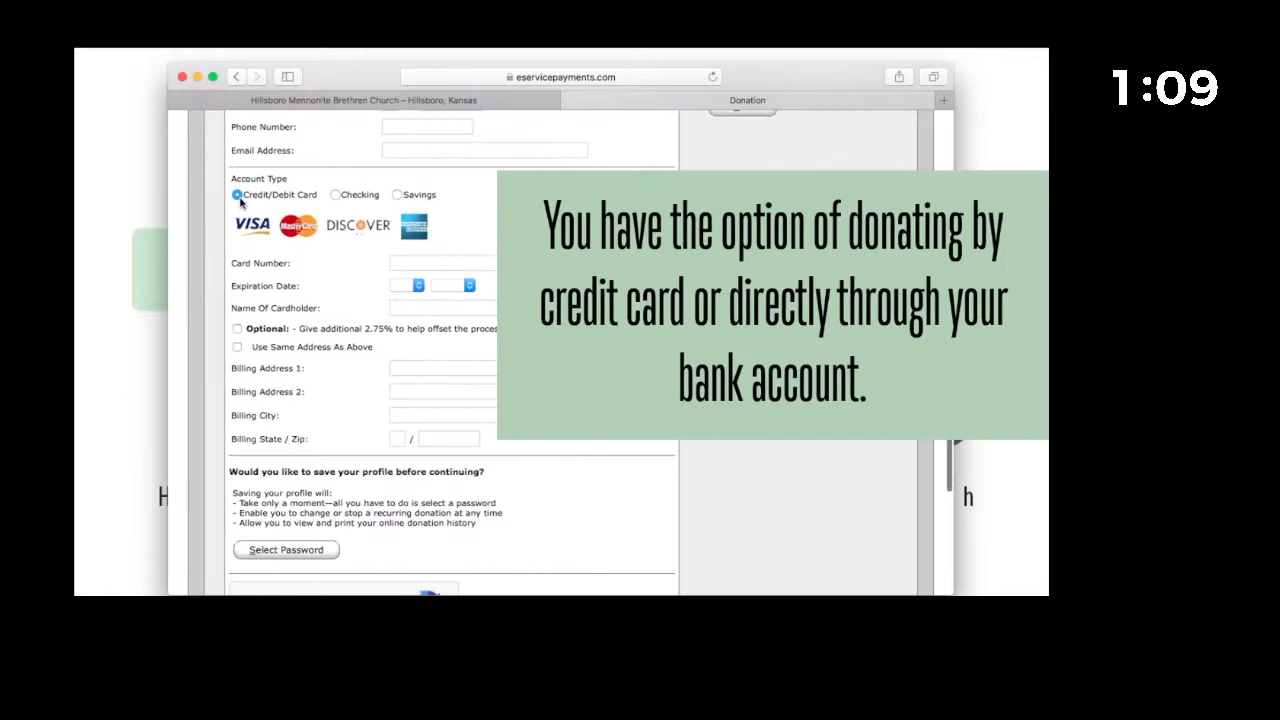 1:09
eservicepayments.com
Hillsboro Mennonite Brethren Church – Hillsboro, Kansas
Donation
Phone Number:
Email Address:
Account Type
Credit/Debit Card Checking Savings
VISA MasterCard DISCOVER
Card Number:
Expiration Date:
Name Of Cardholder:
Optional: - Give additional 2.75% to help offset the proce
Use Same Address As Above
Billing Address 1:
Billing Address 2:
Billing City:
Billing State / Zip: /
You have the option of donating by
credit card or directly through your
bank account.
Would you like to save your profile before continuing?
Saving your profile will:
- Take only a moment—all you have to do is select a password
- Enable you to change or stop a recurring donation at any time
- Allow you to view and print your online donation history
H
h
Select Password